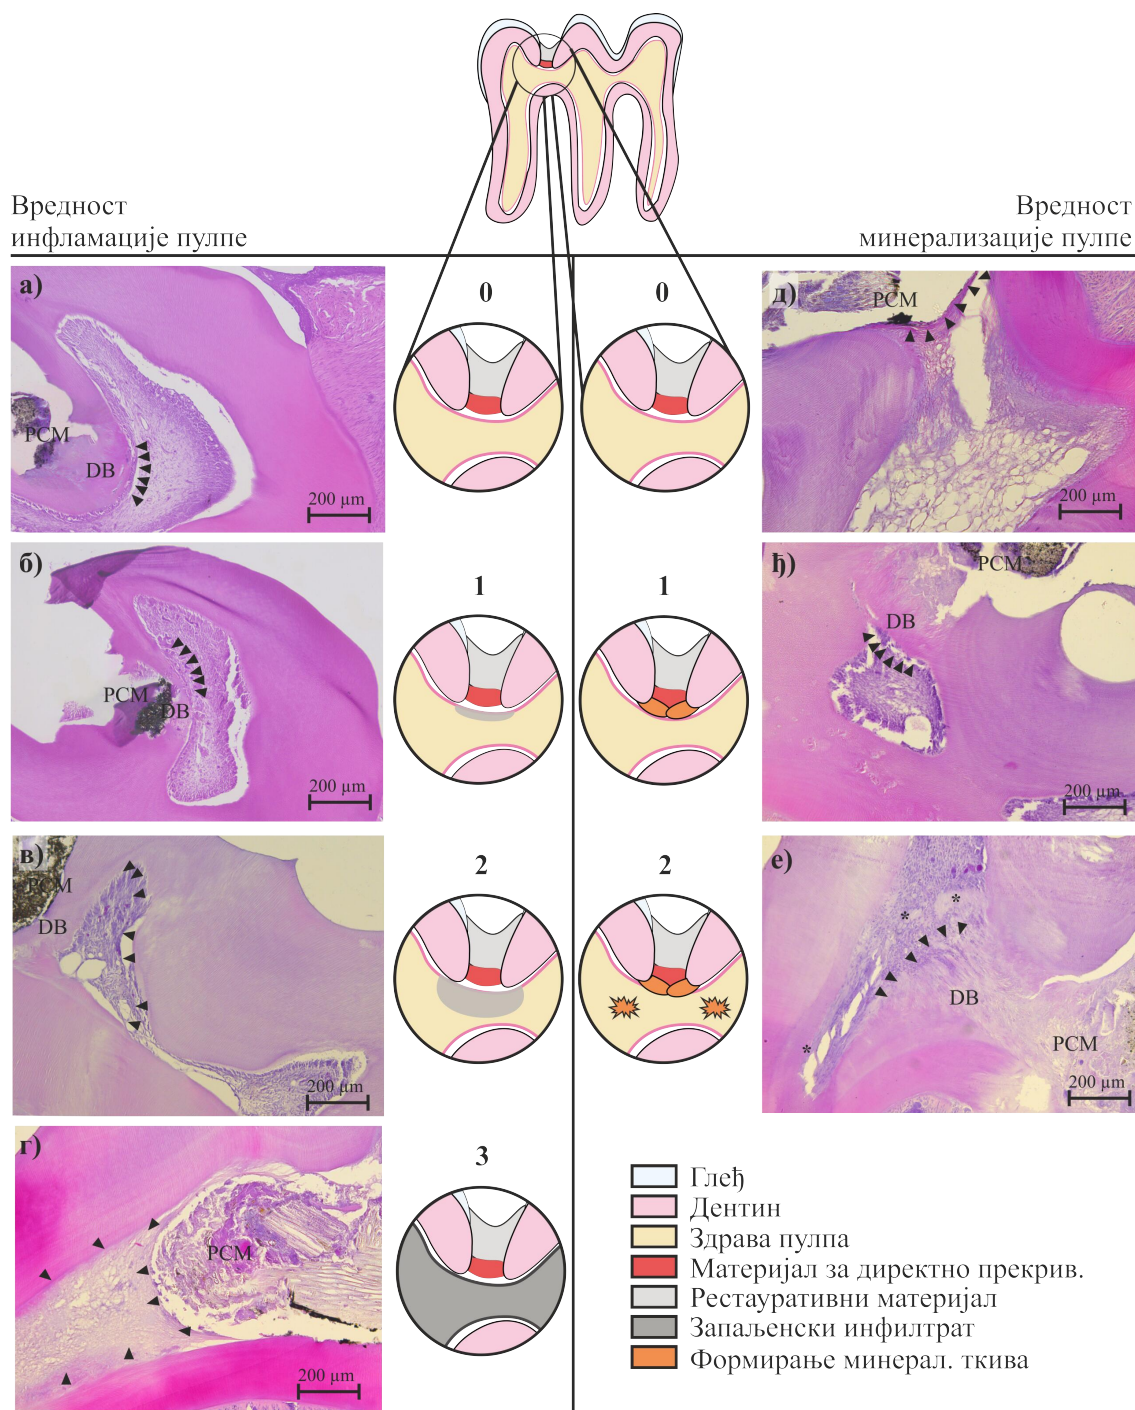 Вредност
инфламације пулпе
Вредност
минерализације пулпе
а)
PCM
DB
200 µm
0
0
д)
PCM
200 µm
б)
PCM
DB
200 µm
1
1
ђ)
PCM
DB
200 µm
в)
PCM
DB
200 µm
2
2
е)
*
*
DB
*
PCM
200 µm
г)
PCM
200 µm
3
Глеђ
Дентин
Здрава пулпа
Материјал за директно прекрив.
Рестауративни материјал
Запаљенски инфилтрат
Формирање минерал. ткива